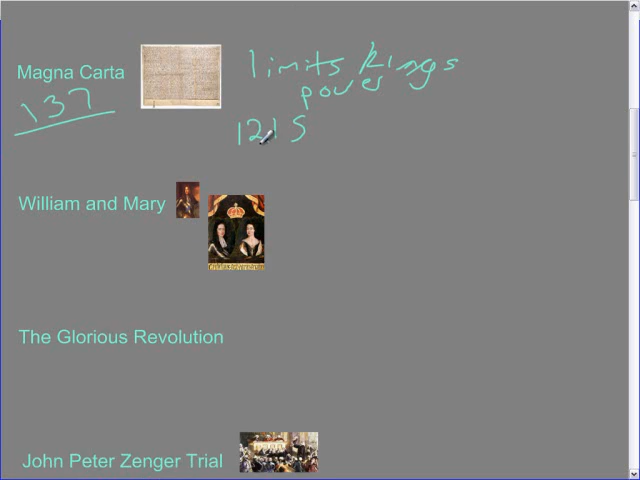 Magna Carta
limits kings
power
137
1215
William and Mary
The Glorious Revolution
John Peter Zenger Trial